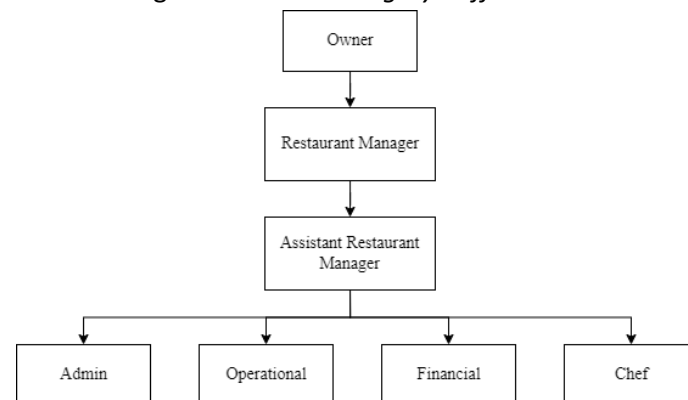 Owner
Restaurant Manager
Assistant Restaurant
Manager
Admin
Operational
Financial
Chef